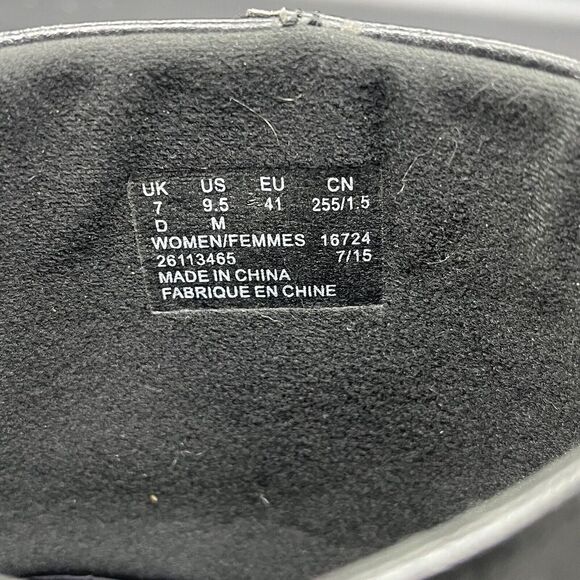 UK US EU CN
7 9.5 41 255/1.5
D M
WOMEN/FEMMES 16724
26113465 7/15
MADE IN CHINA
FABRIQUE EN CHINE